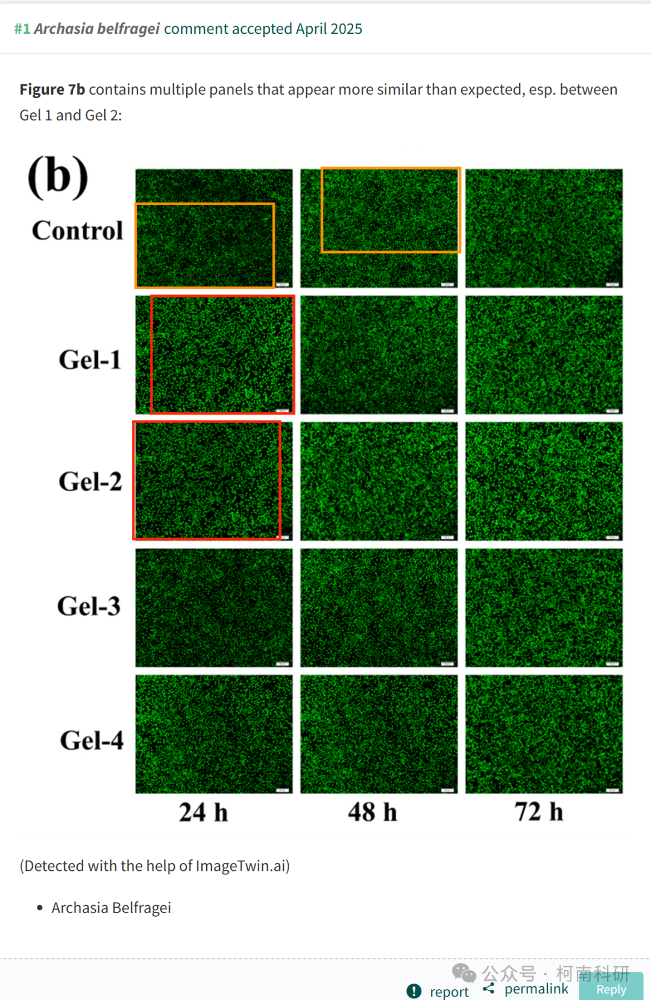 #1 Archasia belfragei comment accepted April 2025
Figure 7b contains multiple panels that appear more similar than expected, esp. between
Gel 1 and Gel 2:
(b)
Control
Gel-1
Gel-2
Gel-3
Gel-4
24 h 48 h 72 h
(Detected with the help of ImageTwin.ai)
• Archasia Belfragei
公众号 · 柯南科研
report permalink Reply